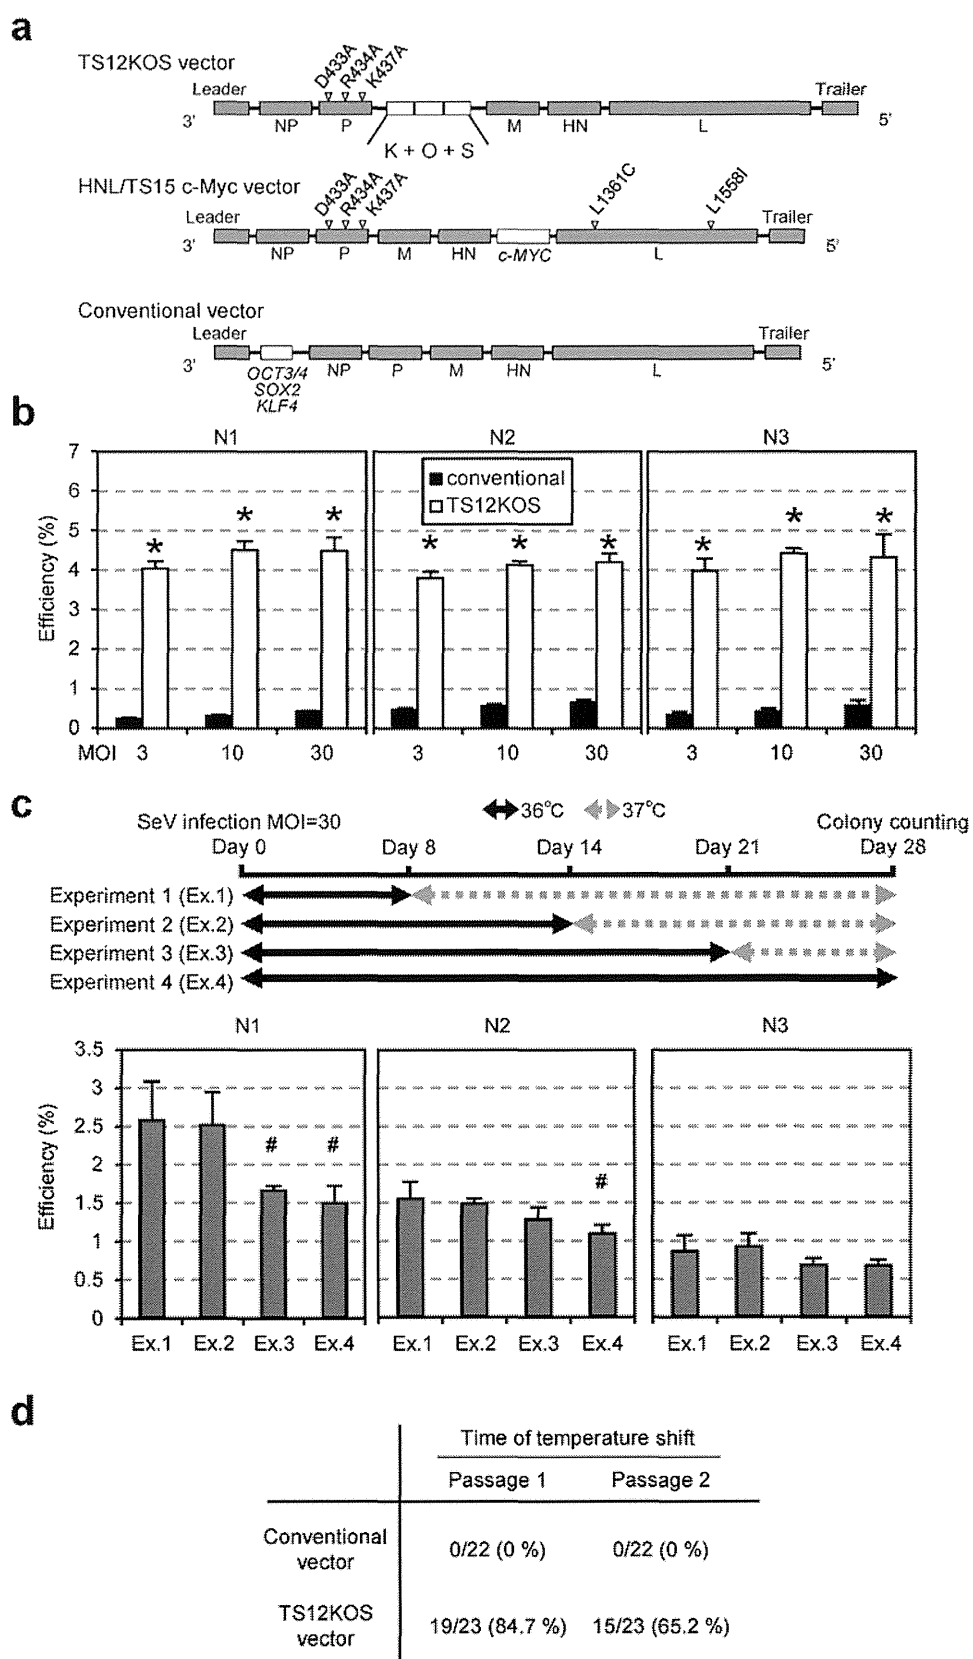 a
TS12KOS vector
D433A R434A K437A
Leader Trailer
3' NP P M HN L 5'
K + O + S
HNL/TS15 c-Myc vector
D433A R434A K437A L1361C L1558I
Leader Trailer
3' NP P M HN c-MYC L 5'
Conventional vector
Leader Trailer
3' NP P M HN L 5'
OCT3/4
SOX2
KLF4
b
N1 N2 N3
conventional
TS12KOS
Efficiency (%)
7
6
5
4
3
2
1
0
* * * * * * * * *
MOI 3 10 30 3 10 30 3 10 30
c
36°C 37°C
SeV infection MOI=30 Colony counting
Day 0 Day 8 Day 14 Day 21 Day 28
Experiment 1 (Ex.1)
Experiment 2 (Ex.2)
Experiment 3 (Ex.3)
Experiment 4 (Ex.4)
N1 N2 N3
Efficiency (%)
3.5
3
2.5
2
1.5
1
0.5
0
# # #
Ex.1 Ex.2 Ex.3 Ex.4 Ex.1 Ex.2 Ex.3 Ex.4 Ex.1 Ex.2 Ex.3 Ex.4
d
Time of temperature shift
Passage 1 Passage 2
Conventional
vector
0/22 (0 %) 0/22 (0 %)
TS12KOS
vector
19/23 (84.7 %) 15/23 (65.2 %)